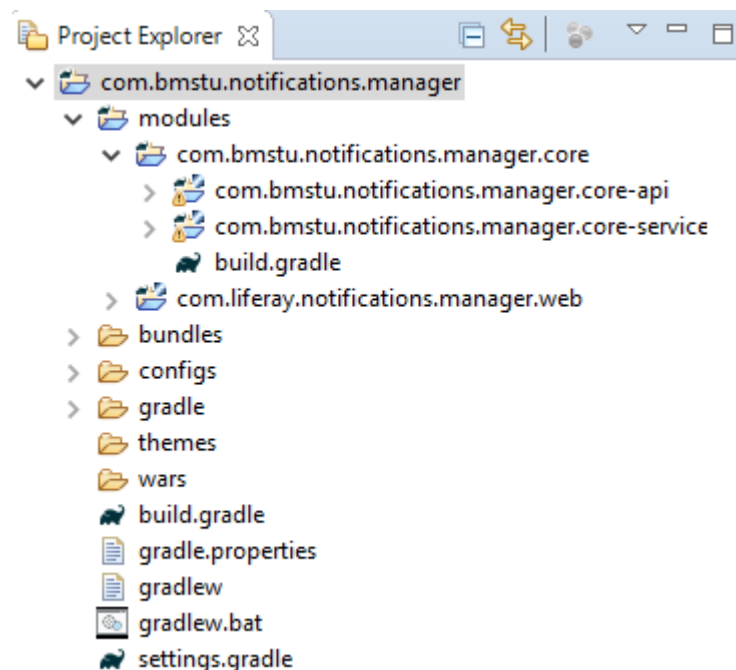 Project Explorer
com.bmstu.notifications.manager
modules
com.bmstu.notifications.manager.core
com.bmstu.notifications.manager.core-api
com.bmstu.notifications.manager.core-service
build.gradle
com.liferay.notifications.manager.web
bundles
configs
gradle
themes
wars
build.gradle
gradle.properties
gradlew
gradlew.bat
settings.gradle